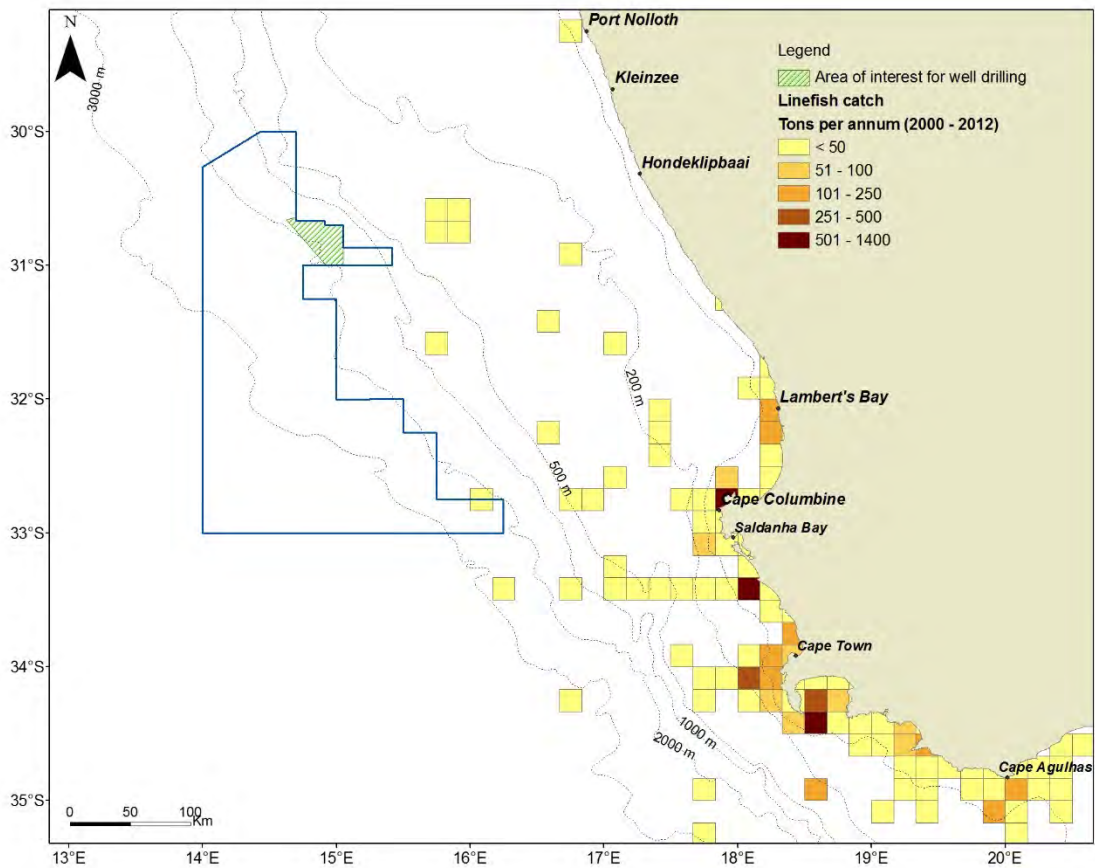 N
Port Nolloth
Kleinzee
Hondeklipbaai
Legend
Area of interest for well drilling
Linefish catch
Tons per annum (2000 - 2012)
< 50
51 - 100
101 - 250
251 - 500
501 - 1400
3000 m
30°S
31°S
32°S
33°S
34°S
35°S
200 m
Lambert's Bay
500 m
Cape Columbine
Saldanha Bay
Cape Town
1000 m
2000 m
Cape Agulhas
0 50 100
Km
13°E 14°E 15°E 16°E 17°E 18°E 19°E 20°E